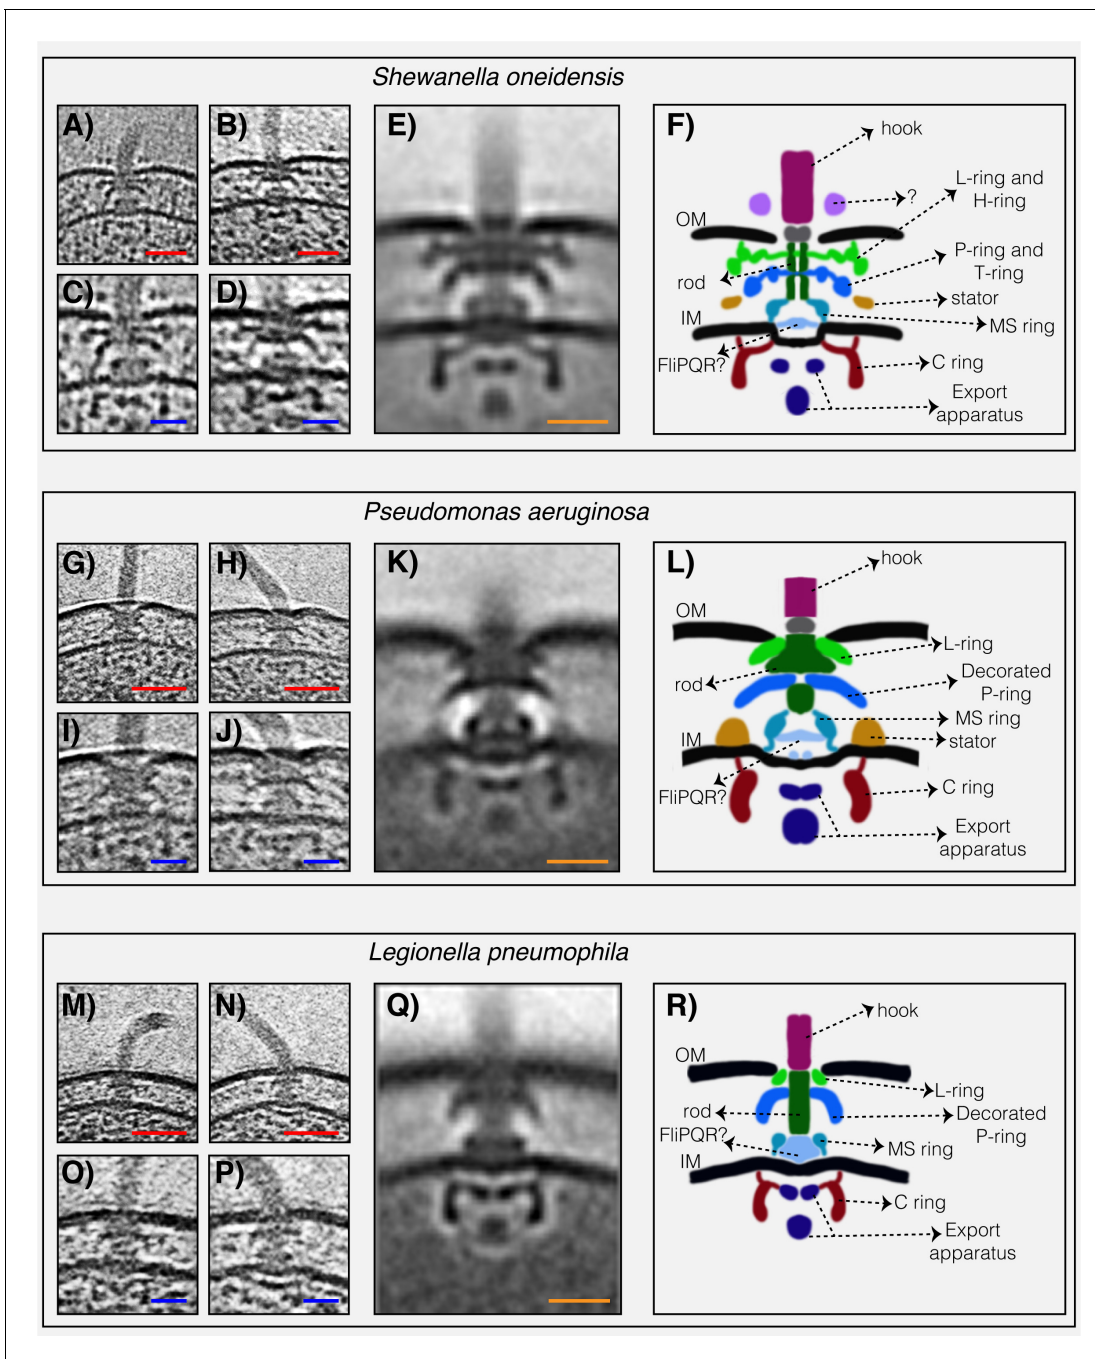 Shewanella oneidensis
A)
B)
E)
F)
hook
L-ring and
H-ring
?
OM
P-ring and
T-ring
rod
C)
D)
stator
IM
MS ring
FliPQR?
C ring
Export
apparatus
Pseudomonas aeruginosa
G)
H)
K)
L)
hook
OM
L-ring
Decorated
P-ring
rod
I)
J)
MS ring
stator
IM
FliPQR?
C ring
Export
apparatus
Legionella pneumophila
M)
N)
Q)
R)
hook
OM
L-ring
rod
Decorated
P-ring
FliPQR?
MS ring
IM
O)
P)
C ring
Export
apparatus